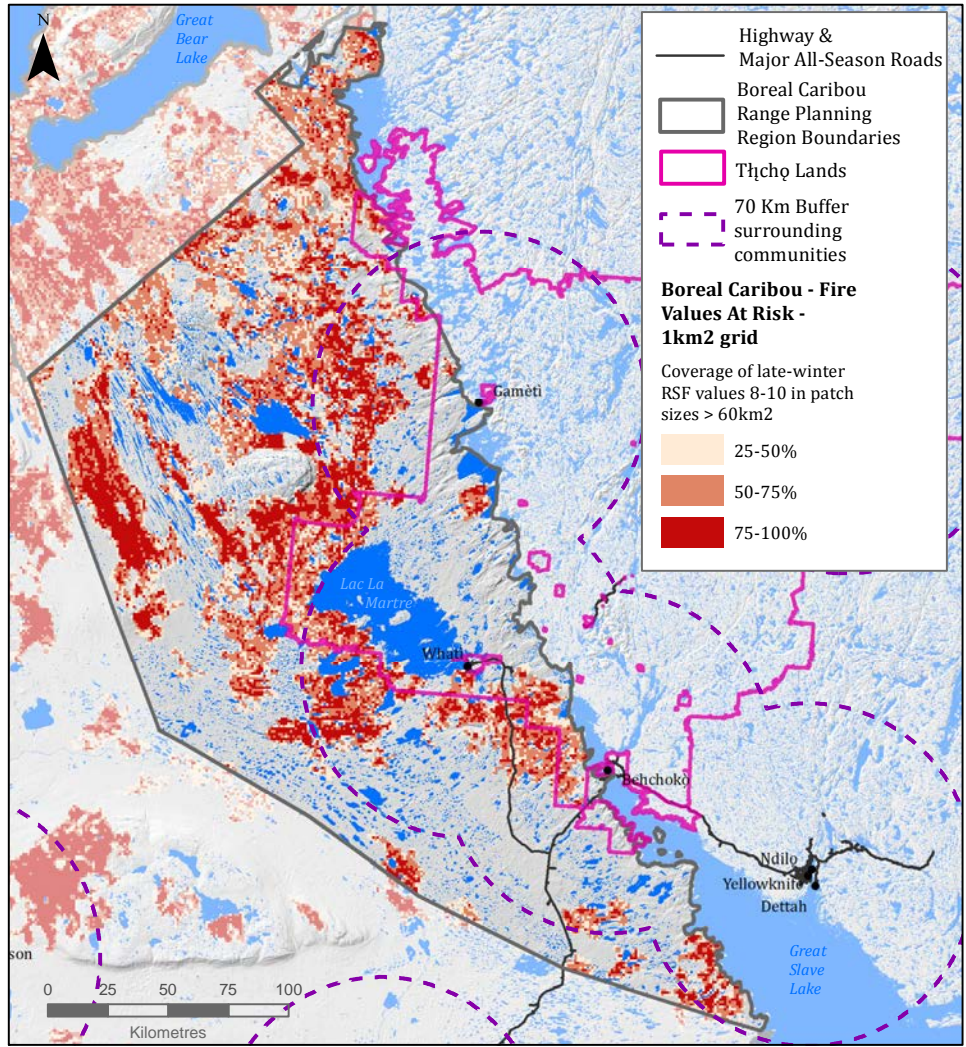 N
Great
Bear
Lake
Highway &
Major All-Season Roads
Boreal Caribou
Range Planning
Region Boundaries
Tłı̨chǫ Lands
70 Km Buffer
surrounding
communities
Boreal Caribou - Fire
Values At Risk -
1km2 grid
Coverage of late-winter
RSF values 8-10 in patch
sizes > 60km2
25-50%
50-75%
75-100%
Gamètì
Lac La
Martre
Whatì
Behchokǫ
Ndilo
Yellowknife
Dettah
Great
Slave
Lake
son
0 25 50 75 100
Kilometres